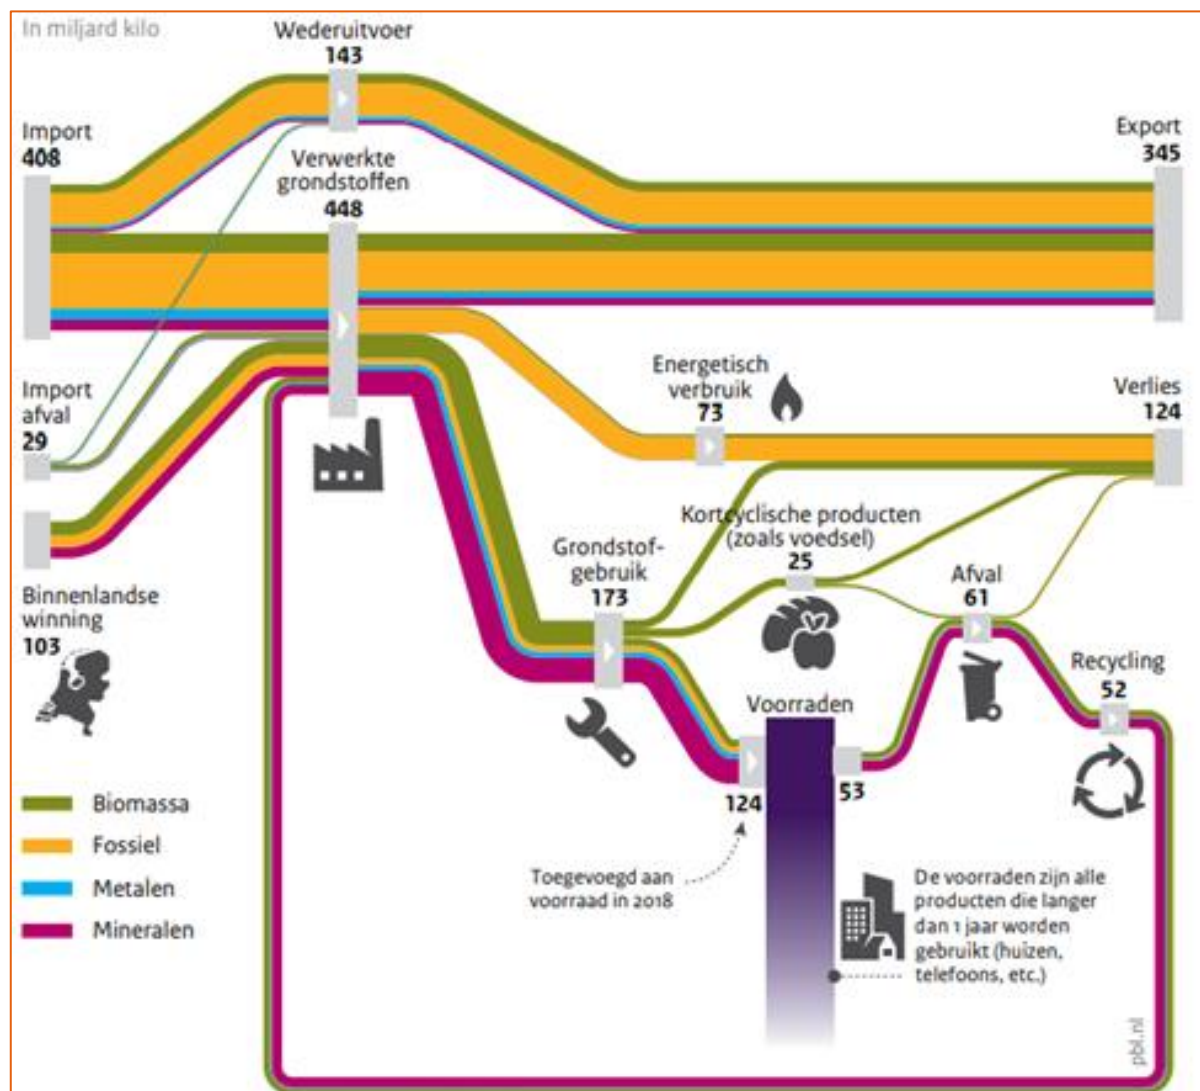 In miljard kilo
Wederuitvoer
143
Import
408
Verwerkte
grondstoffen
448
Export
345
Import
afval
29
Energetisch
verbruik
73
Verlies
124
Kortcyclische producten
(zoals voedsel)
25
Grondstof-
gebruik
173
Afval
61
Binnenlandse
winning
103
Recycling
52
Voorraden
124
53
Biomassa
Fossiel
Metalen
Mineralen
Toegevoegd aan
voorraad in 2018
De voorraden zijn alle
producten die langer
dan 1 jaar worden
gebruikt (huizen,
telefoons, etc.)
pbl.nl